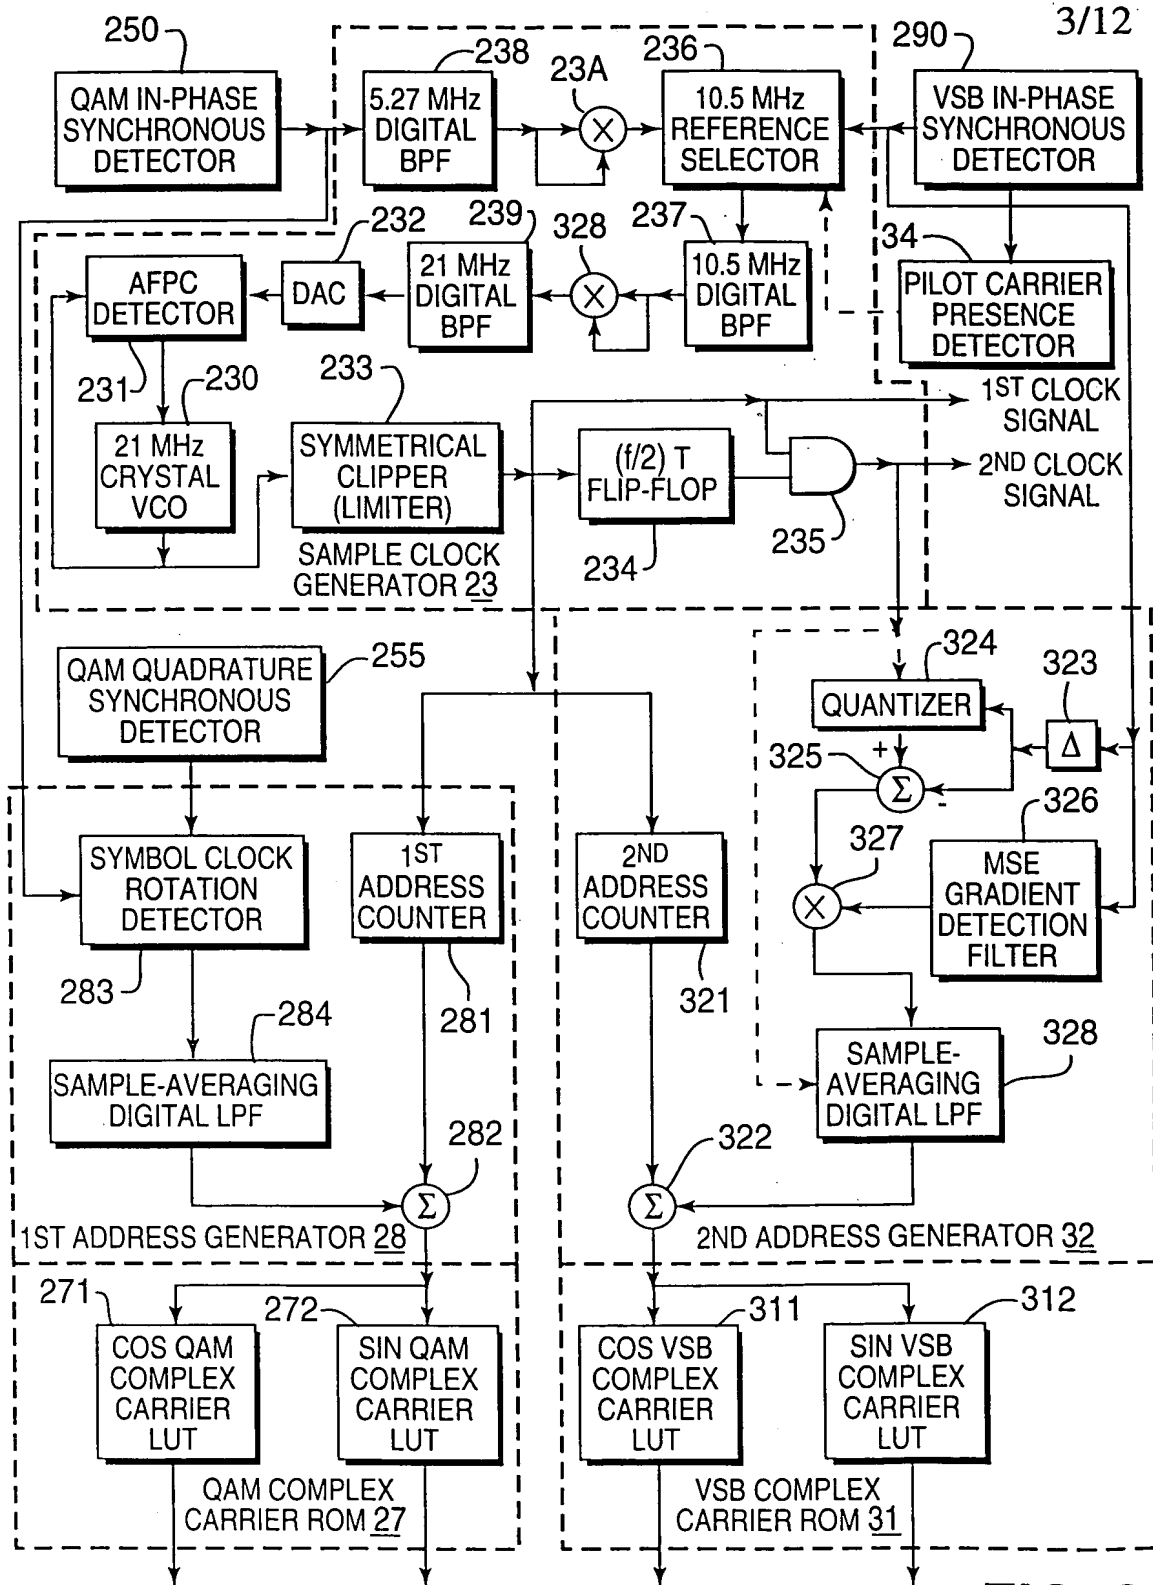 3/12
250
QAM IN-PHASE
SYNCHRONOUS
DETECTOR
238
5.27 MHz
DIGITAL
BPF
23A
X
236
10.5 MHz
REFERENCE
SELECTOR
290
VSB IN-PHASE
SYNCHRONOUS
DETECTOR
AFPC
DETECTOR
231
232
DAC
239
21 MHz
DIGITAL
BPF
328
X
237
10.5 MHz
DIGITAL
BPF
34
PILOT CARRIER
PRESENCE
DETECTOR
230
21 MHz
CRYSTAL
VCO
233
SYMMETRICAL
CLIPPER
(LIMITER)
(f/2) T
FLIP-FLOP
234
235
1ST CLOCK
SIGNAL
2ND CLOCK
SIGNAL
SAMPLE CLOCK
GENERATOR 23
QAM QUADRATURE
SYNCHRONOUS
DETECTOR
255
324
QUANTIZER
323
Δ
325
+
Σ
-
326
MSE
GRADIENT
DETECTION
FILTER
327
X
SYMBOL CLOCK
ROTATION
DETECTOR
283
1ST
ADDRESS
COUNTER
281
2ND
ADDRESS
COUNTER
321
284
SAMPLE-AVERAGING
DIGITAL LPF
SAMPLE-
AVERAGING
DIGITAL LPF
328
282
Σ
322
Σ
1ST ADDRESS GENERATOR 28
2ND ADDRESS GENERATOR 32
271
COS QAM
COMPLEX
CARRIER
LUT
272
SIN QAM
COMPLEX
CARRIER
LUT
311
COS VSB
COMPLEX
CARRIER
LUT
312
SIN VSB
COMPLEX
CARRIER
LUT
QAM COMPLEX
CARRIER ROM 27
VSB COMPLEX
CARRIER ROM 31